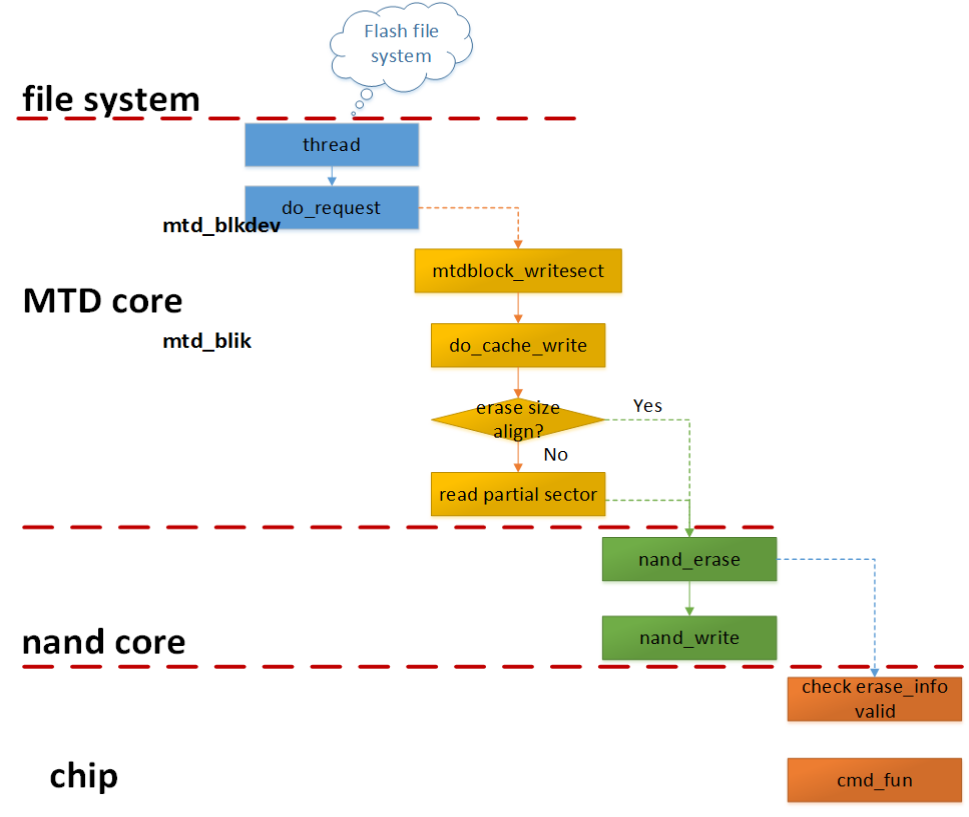 Flash file
system
file system
thread
do_request
mtd_blkdev
mtdblock_writesect
MTD core
mtd_blik
do_cache_write
erase size
align?
Yes
No
read partial sector
nand_erase
nand_write
nand core
check erase_info
valid
chip
cmd_fun